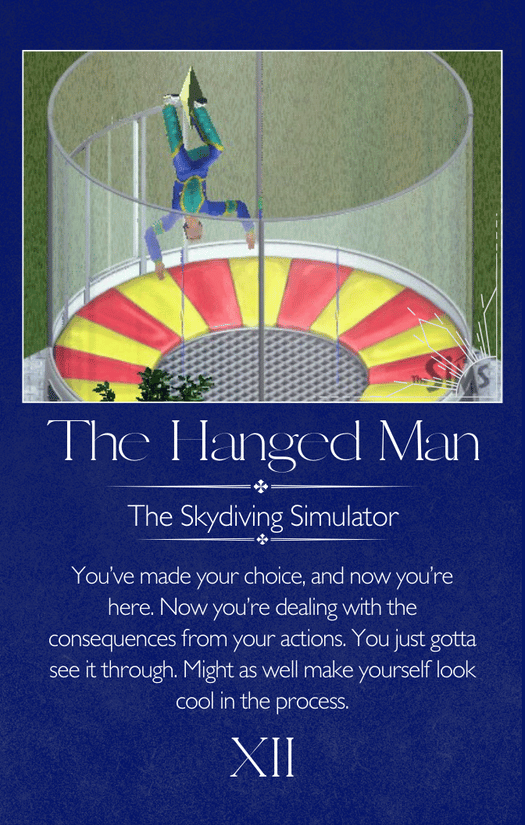 The Sims
The Hanged Man
The Skydiving Simulator
You've made your choice, and now you're
here. Now you're dealing with the
consequences from your actions. You just gotta
see it through. Might as well make yourself look
cool in the process.
XII